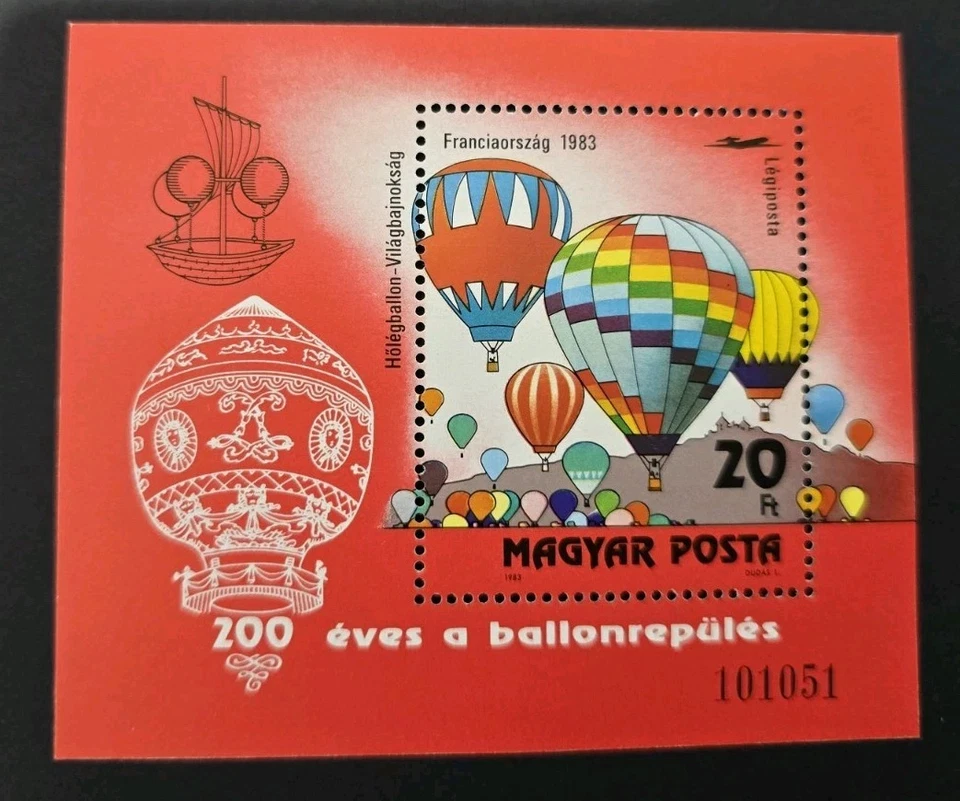 Franciaország 1983
Légiposta
Hőlégballon-Világbajnokság
20
Ft
MAGYAR POSTA
1983 DUDÁS L.
200 éves a ballonrepülés
101051